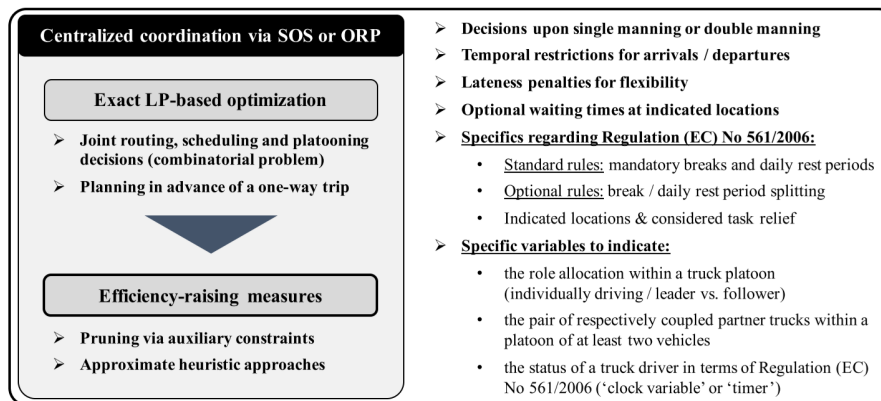 Centralized coordination via SOS or ORP
Exact LP-based optimization
➢ Joint routing, scheduling and platooning
decisions (combinatorial problem)
➢ Planning in advance of a one-way trip
Efficiency-raising measures
➢ Pruning via auxiliary constraints
➢ Approximate heuristic approaches
➢ Decisions upon single manning or double manning
➢ Temporal restrictions for arrivals / departures
➢ Lateness penalties for flexibility
➢ Optional waiting times at indicated locations
➢ Specifics regarding Regulation (EC) No 561/2006:
• Standard rules: mandatory breaks and daily rest periods
• Optional rules: break / daily rest period splitting
• Indicated locations & considered task relief
➢ Specific variables to indicate:
• the role allocation within a truck platoon
(individually driving / leader vs. follower)
• the pair of respectively coupled partner trucks within a
platoon of at least two vehicles
• the status of a truck driver in terms of Regulation (EC)
No 561/2006 (‘clock variable’ or ‘timer’)